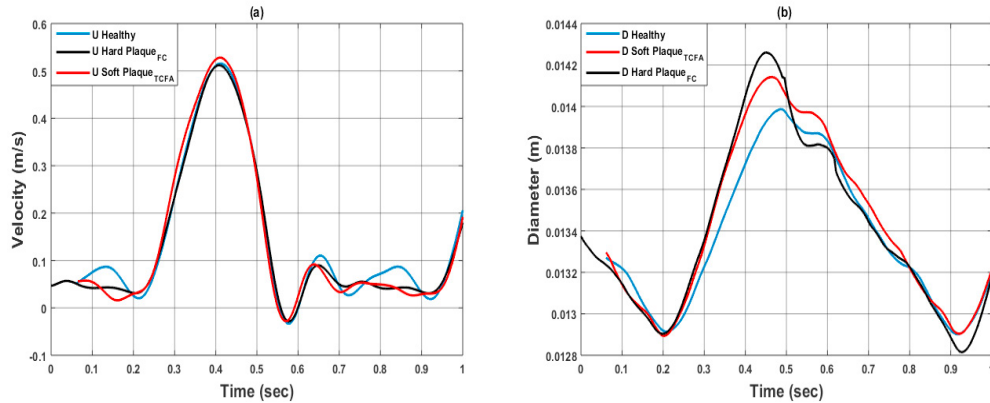 (a)
0.6
0.5
0.4
0.3
0.2
0.1
0
-0.1
Velocity (m/s)
U Healthy
U Hard Plaque FC
U Soft Plaque TCFA
0 0.1 0.2 0.3 0.4 0.5 0.6 0.7 0.8 0.9 1
Time (sec)
(b)
0.0144
0.0142
0.014
0.0138
0.0136
0.0134
0.0132
0.013
0.0128
Diameter (m)
D Healthy
D Soft Plaque TCFA
D Hard Plaque FC
0 0.1 0.2 0.3 0.4 0.5 0.6 0.7 0.8 0.9 1
Time (sec)